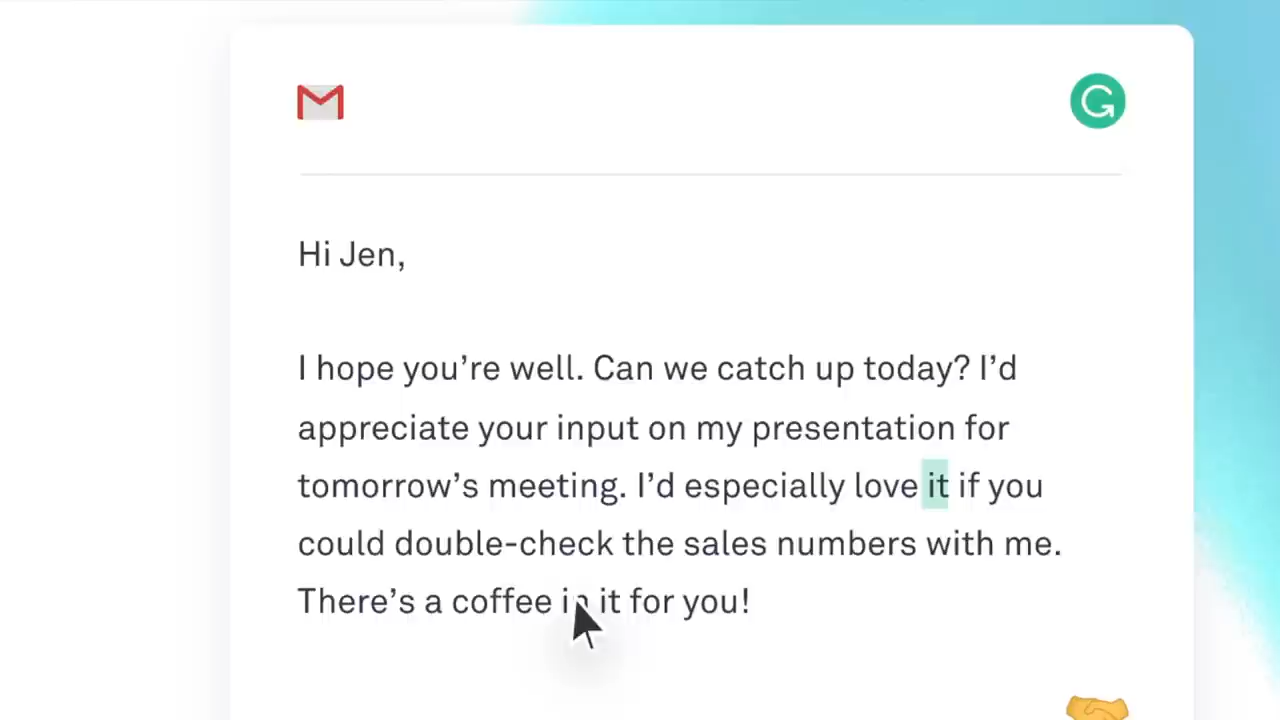 Hi Jen,
I hope you’re well. Can we catch up today? I’d
appreciate your input on my presentation for
tomorrow’s meeting. I’d especially love it if you
could double-check the sales numbers with me.
There’s a coffee in it for you!